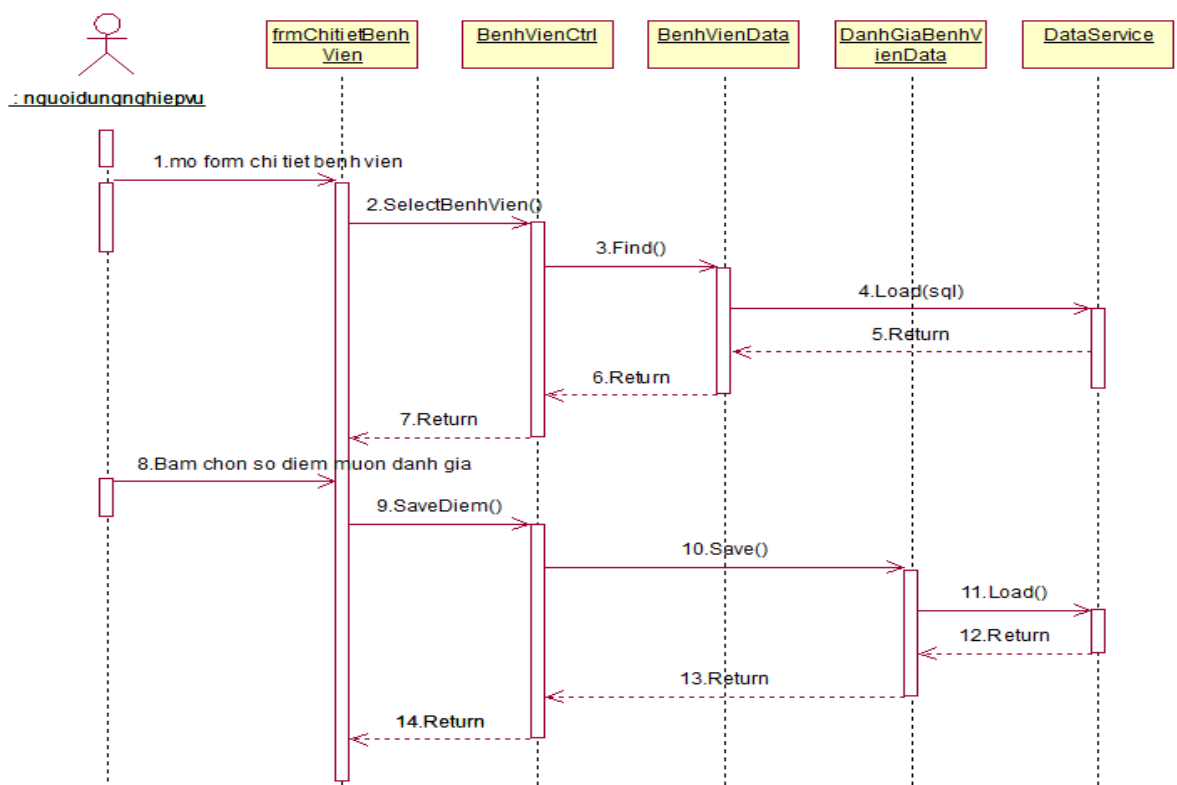 frmChitietBenh
Vien
BenhVienCtrl
BenhVienData
DanhGiaBenhV
ienData
DataService
: nguoidungnghiepvu
1.mo form chi tiet benh vien
2.SelectBenhVien()
3.Find()
4.Load(sql)
5.Return
6.Return
7.Return
8.Bam chon so diem muon danh gia
9.SaveDiem()
10.Save()
11.Load()
12.Return
13.Return
14.Return